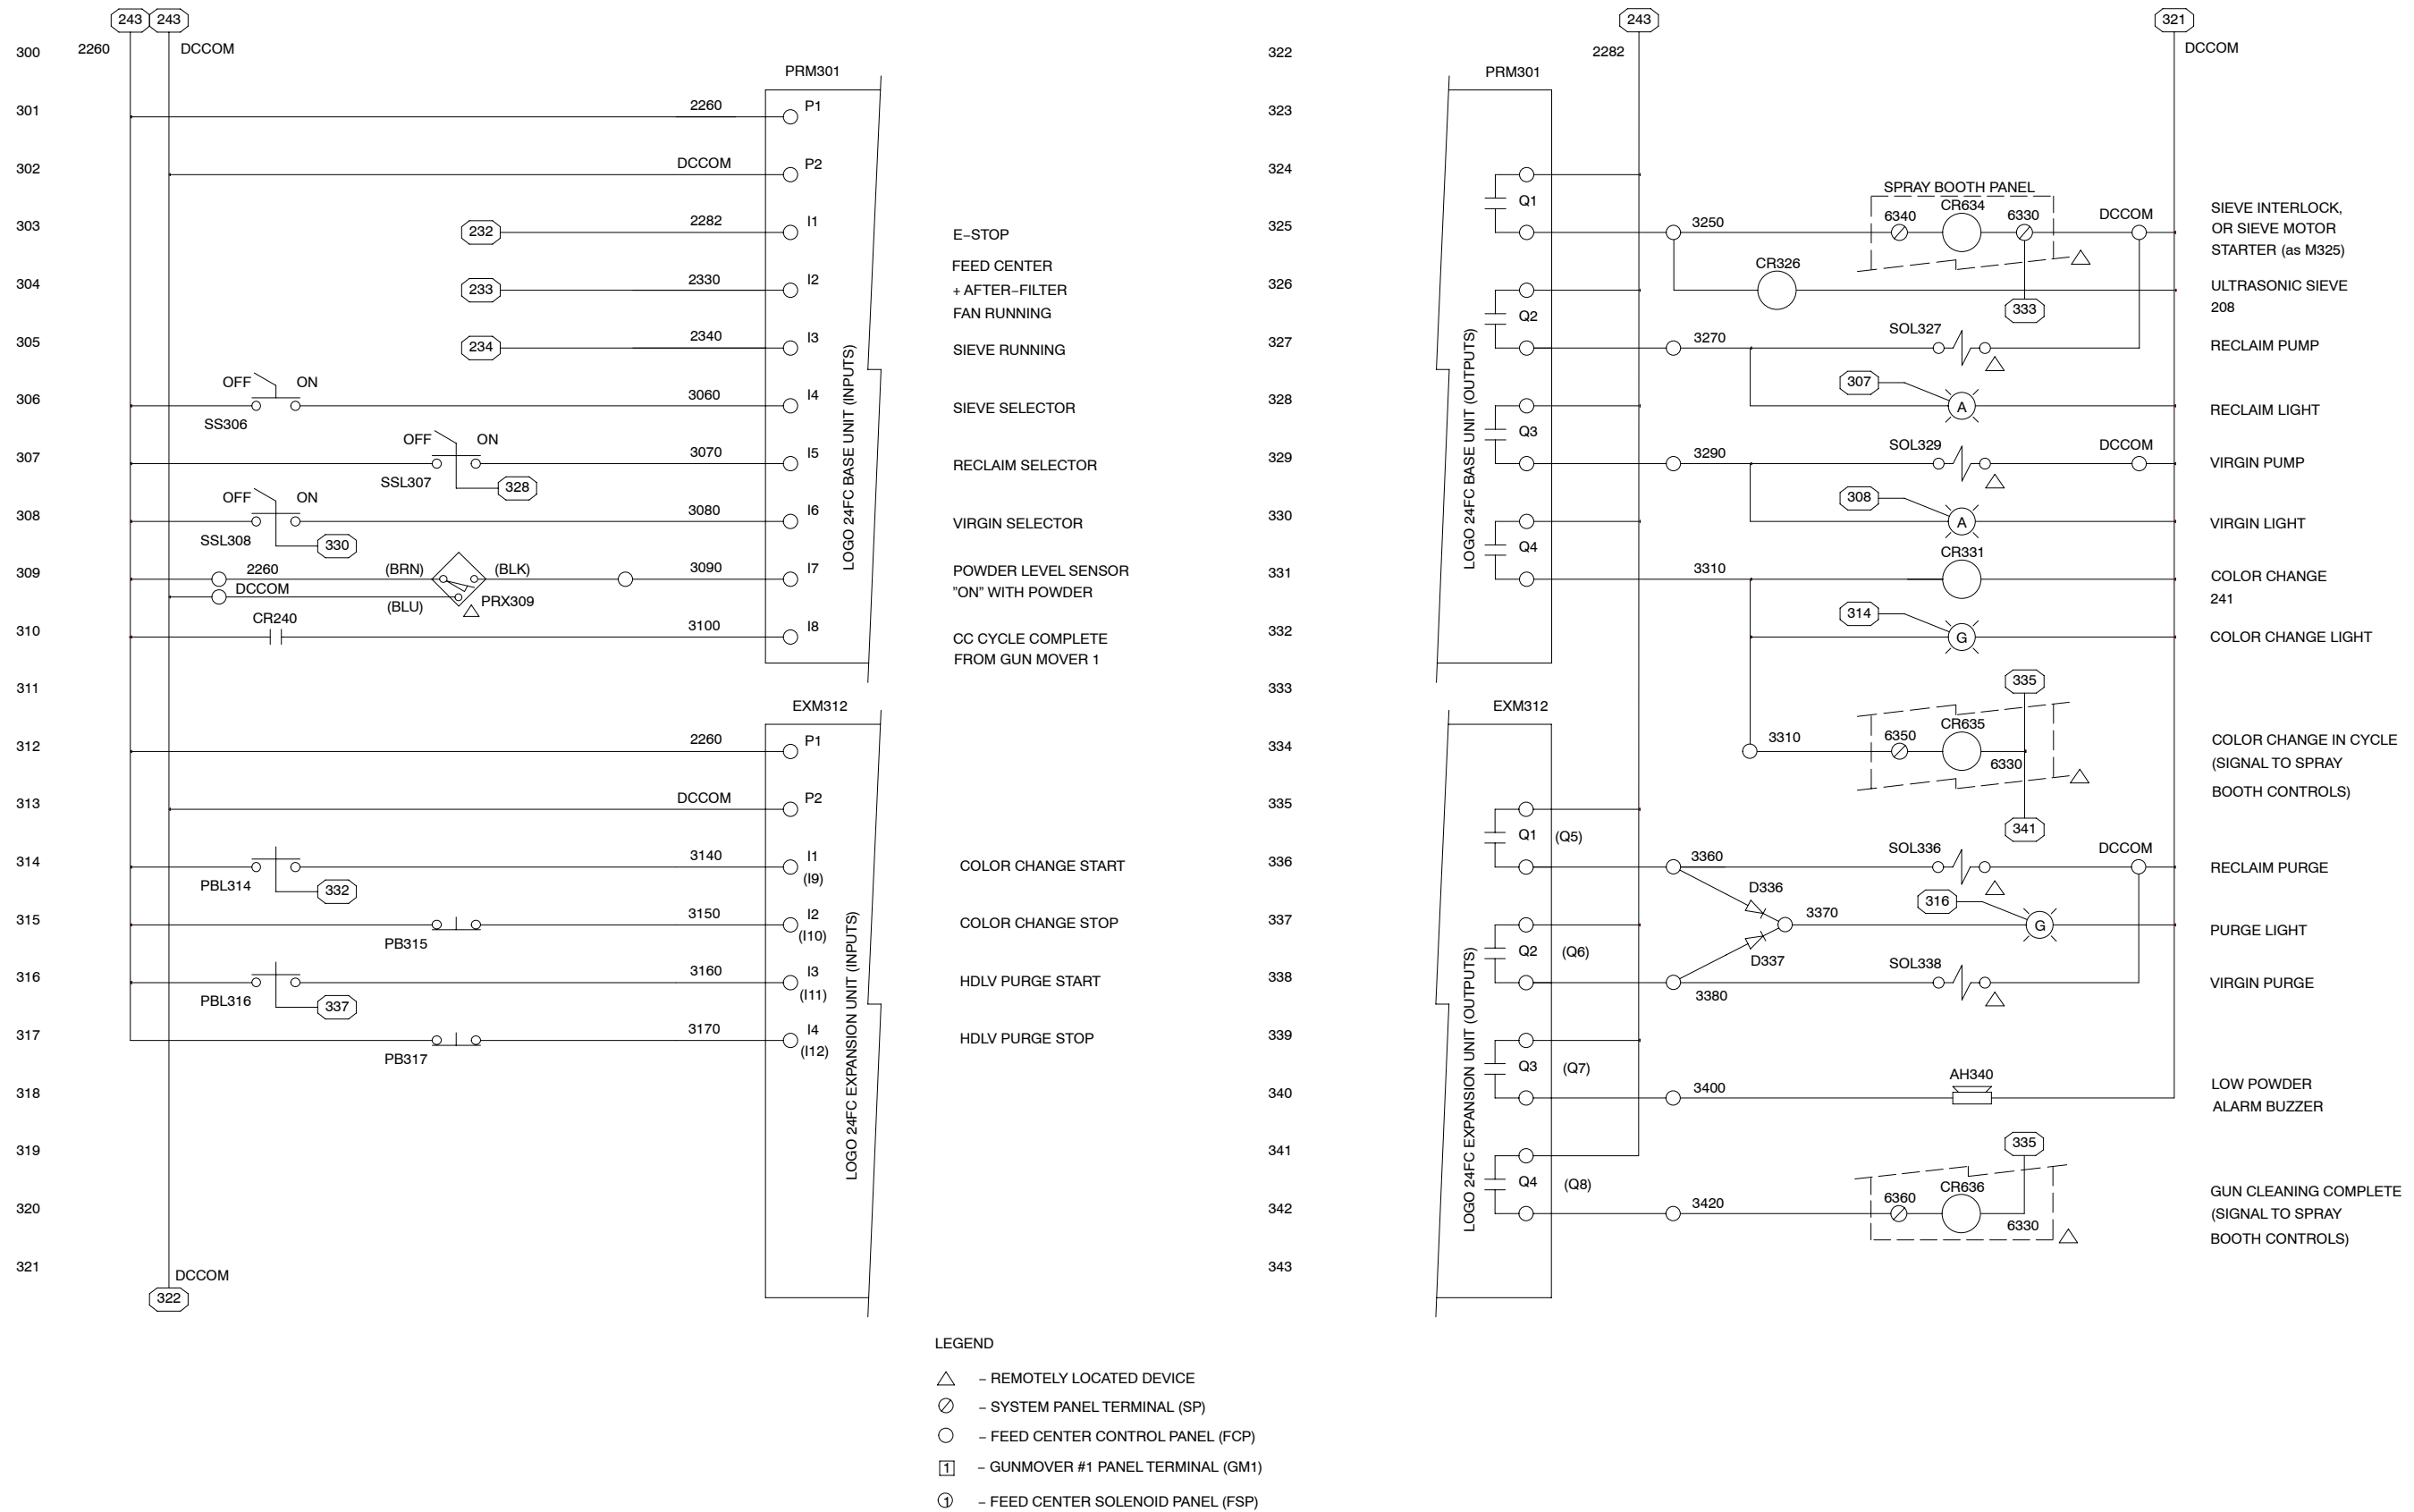 243 243 243 321
300 2260 DCCOM 322 2282 DCCOM
PRM301 PRM301
301 2260 P1 323
302 DCCOM P2 324
Q1
SPRAY BOOTH PANEL
303 232 2282 I1 E–STOP 325 3250 6340 CR634 6330 DCCOM
SIEVE INTERLOCK,
OR SIEVE MOTOR
STARTER (as M325)
304 233 2330 I2
FEED CENTER
+ AFTER–FILTER
FAN RUNNING
326 CR326 333
ULTRASONIC SIEVE
208
Q2
305 234 2340 I3 SIEVE RUNNING 327 3270 SOL327 RECLAIM PUMP
LOGO 24FC BASE UNIT (INPUTS)
LOGO 24FC BASE UNIT (OUTPUTS)
306 OFF ON SS306 3060 I4 SIEVE SELECTOR 328 307 A RECLAIM LIGHT
Q3
307 OFF ON SSL307 328 3070 I5 RECLAIM SELECTOR 329 3290 SOL329 DCCOM VIRGIN PUMP
308 OFF ON SSL308 330 3080 I6 VIRGIN SELECTOR 330 308 A VIRGIN LIGHT
Q4
309 2260 (BRN) (BLK) 3090 I7
DCCOM (BLU) PRX309
POWDER LEVEL SENSOR
"ON" WITH POWDER
331 3310 CR331
COLOR CHANGE
241
310 CR240 3100 I8
CC CYCLE COMPLETE
FROM GUN MOVER 1
332 314 G COLOR CHANGE LIGHT
311 333 335
EXM312 EXM312
312 2260 P1 334 3310 6350 CR635 6330
COLOR CHANGE IN CYCLE
(SIGNAL TO SPRAY
BOOTH CONTROLS)
313 DCCOM P2 335 341
Q1 (Q5)
314 PBL314 332 3140 I1 (I9) COLOR CHANGE START 336 3360 SOL336 DCCOM RECLAIM PURGE
D336
315 PB315 3150 I2 (I10) COLOR CHANGE STOP 337 3370 316 G PURGE LIGHT
Q2 (Q6) D337
316 PBL316 337 3160 I3 (I11) HDLV PURGE START 338 3380 SOL338 VIRGIN PURGE
317 PB317 3170 I4 (I12) HDLV PURGE STOP 339
LOGO 24FC EXPANSION UNIT (INPUTS)
LOGO 24FC EXPANSION UNIT (OUTPUTS)
Q3 (Q7)
318 340 3400 AH340
LOW POWDER
ALARM BUZZER
319 341 335
Q4 (Q8)
320 342 3420 6360 CR636 6330
GUN CLEANING COMPLETE
(SIGNAL TO SPRAY
BOOTH CONTROLS)
321 DCCOM 343
322
LEGEND
– REMOTELY LOCATED DEVICE
– SYSTEM PANEL TERMINAL (SP)
– FEED CENTER CONTROL PANEL (FCP)
1 – GUNMOVER #1 PANEL TERMINAL (GM1)
1 – FEED CENTER SOLENOID PANEL (FSP)